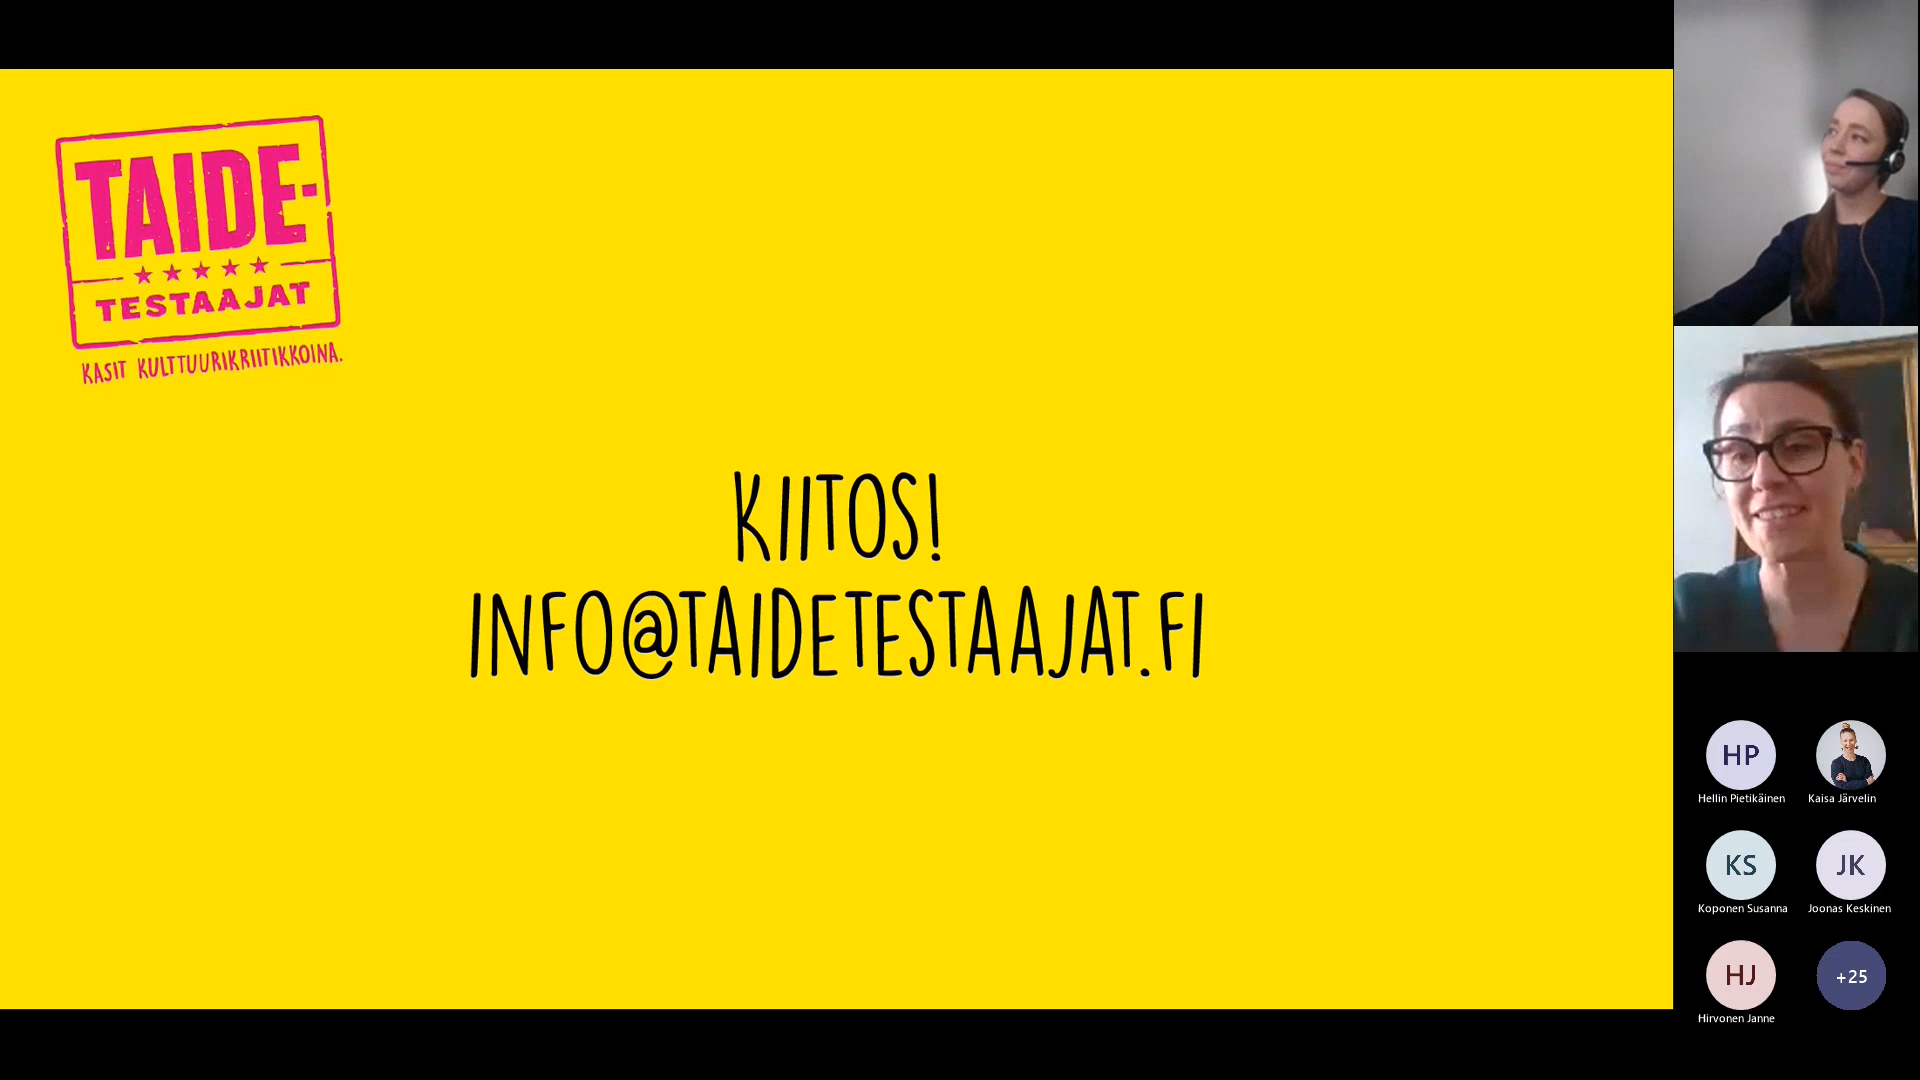 TAIDE-
TESTAAJAT
KASIT KULTTUURIKRIITIKKOINA.
KIITOS!
INFO@TAIDETESTAAJAT.FI
HP
Hellin Pietikäinen
Kaisa Järvelin
KS
Koponen Susanna
JK
Joonas Keskinen
HJ
Hirvonen Janne
+25